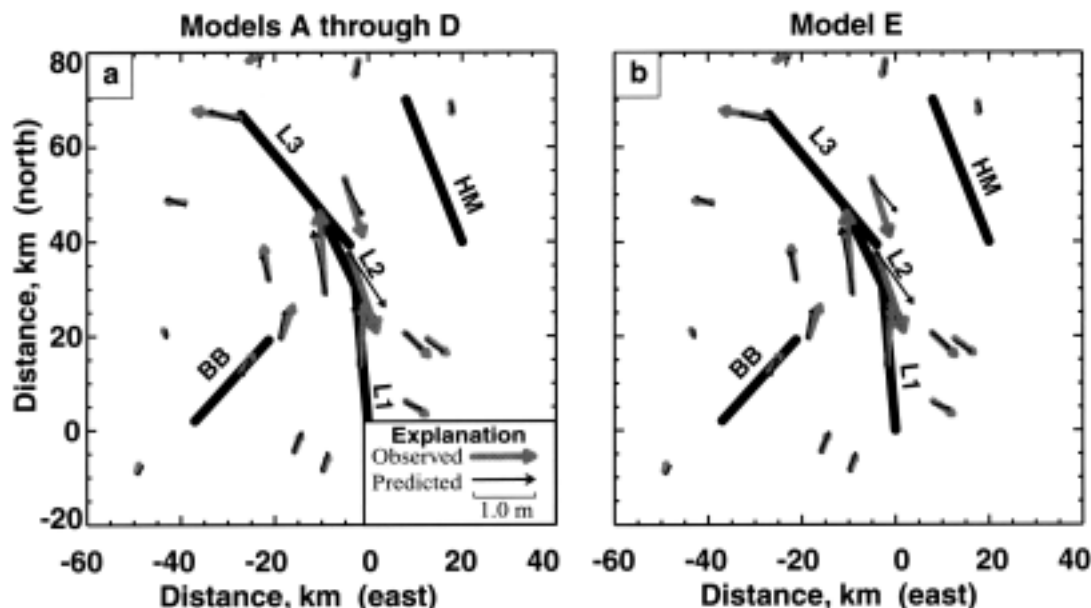 Models A through D
Model E
a
b
80
60
40
20
0
-20
-60
-40
-20
0
20
40
-60
-40
-20
0
20
40
Distance, km (north)
Distance, km (east)
Distance, km (east)
L3
HM
L2
BB
L1
L3
HM
L2
BB
L1
Explanation
Observed
Predicted
1.0 m